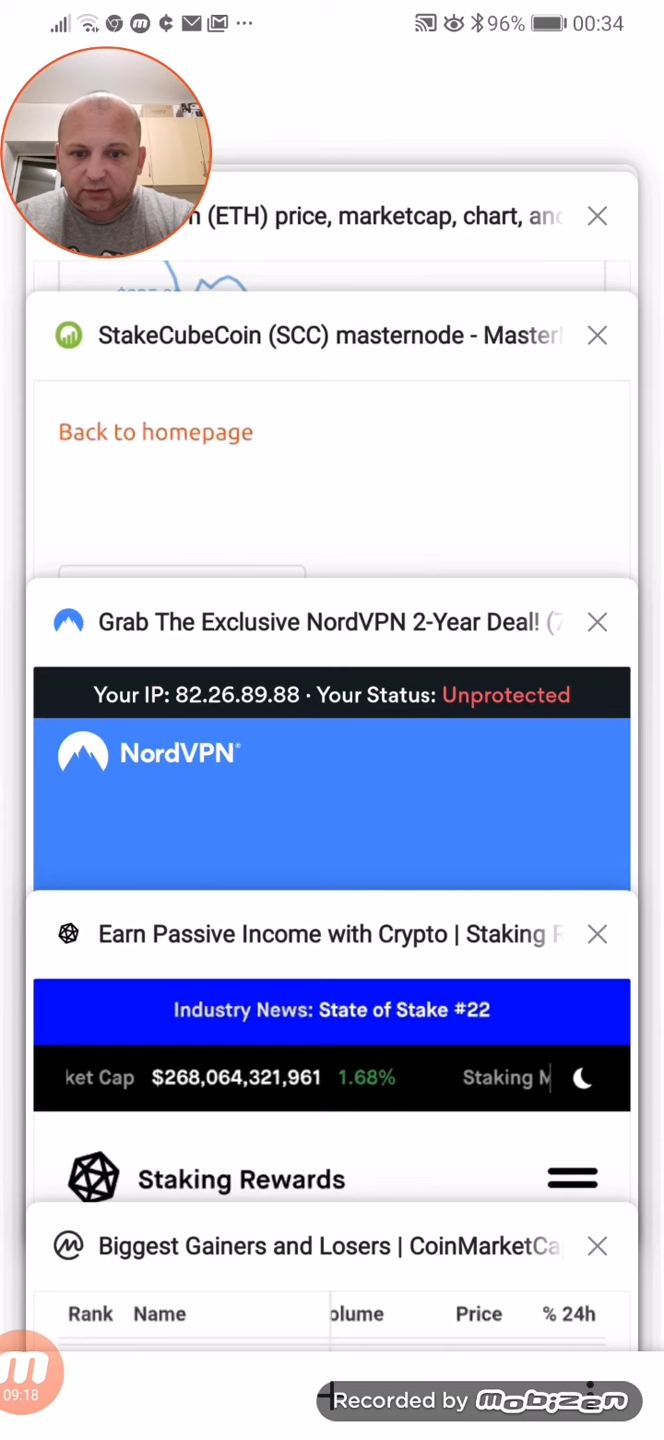 96% 00:34
(ETH) price, marketcap, chart, and
StakeCubeCoin (SCC) masternode - Master
Back to homepage
Grab The Exclusive NordVPN 2-Year Deal! (7
Your IP: 82.26.89.88 · Your Status: Unprotected
NordVPN®
Earn Passive Income with Crypto | Staking R
Industry News: State of Stake #22
ket Cap $268,064,321,961 1.68% Staking M
Staking Rewards
Biggest Gainers and Losers | CoinMarketCa
Rank Name olume Price % 24h
09:18
Recorded by mobizen